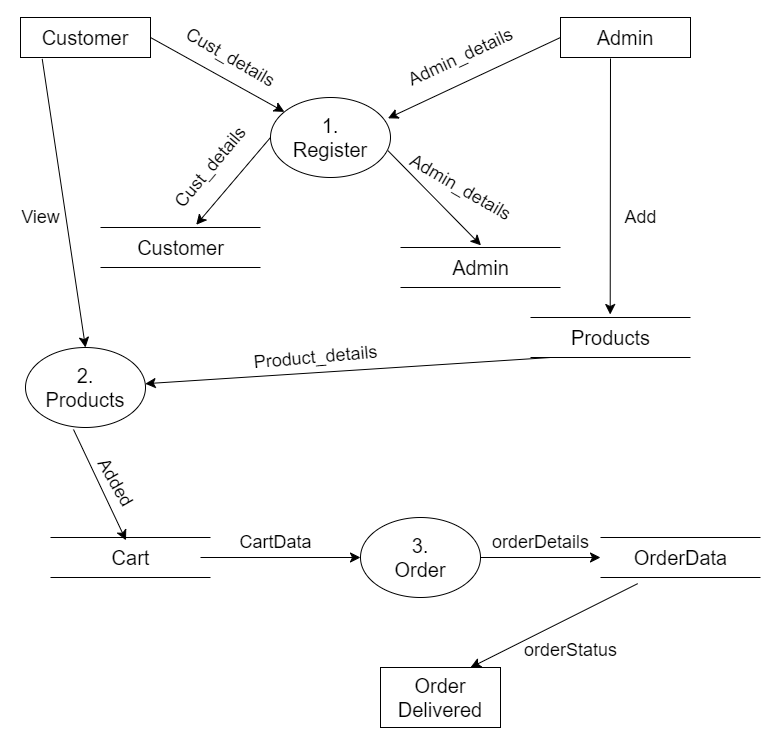 Customer
Admin
Cust_details
Admin_details
1.
Register
Cust_details
Admin_details
View
Add
Customer
Admin
Products
Product_details
2.
Products
Added
Cart
CartData
3.
Order
orderDetails
OrderData
orderStatus
Order
Delivered